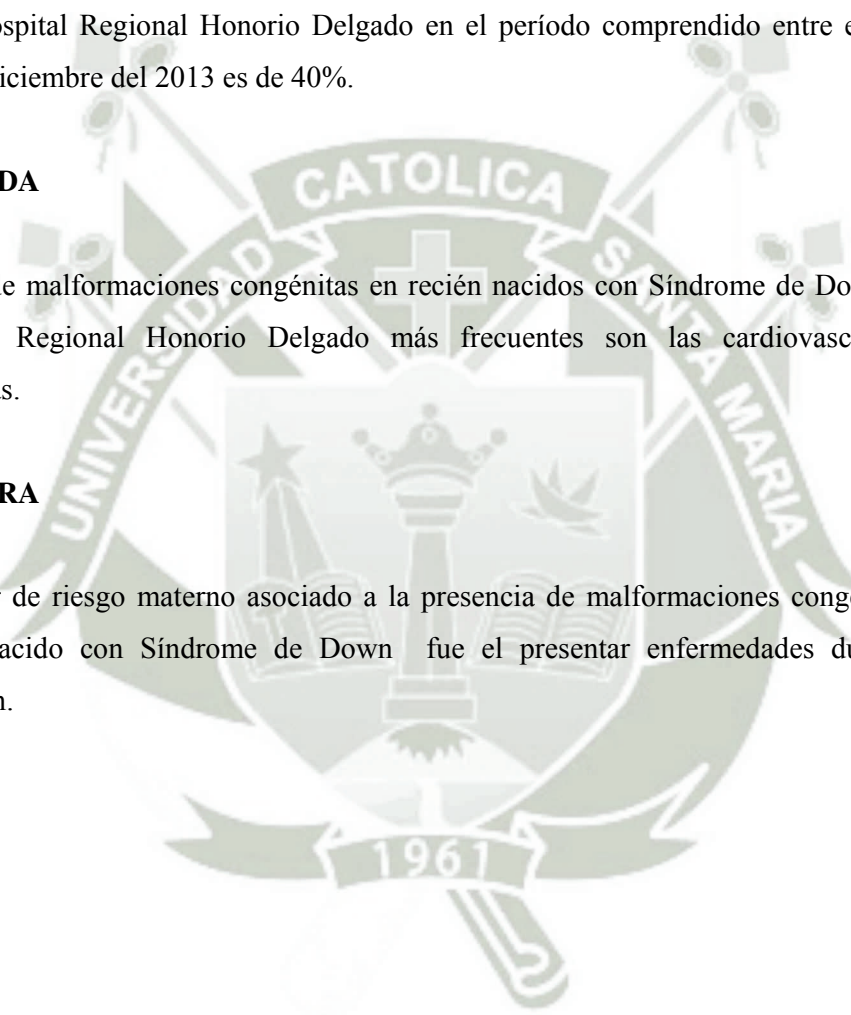 ospital Regional Honorio Delgado en el período comprendido entre e
iciembre del 2013 es de 40%.
DA
e malformaciones congénitas en recién nacidos con Síndrome de Do
Regional Honorio Delgado más frecuentes son las cardiovasc
s.
RA
de riesgo materno asociado a la presencia de malformaciones cong
acido con Síndrome de Down fue el presentar enfermedades du
n.
UNIVERSIDAD CATOLICA SANTA MARIA
1961